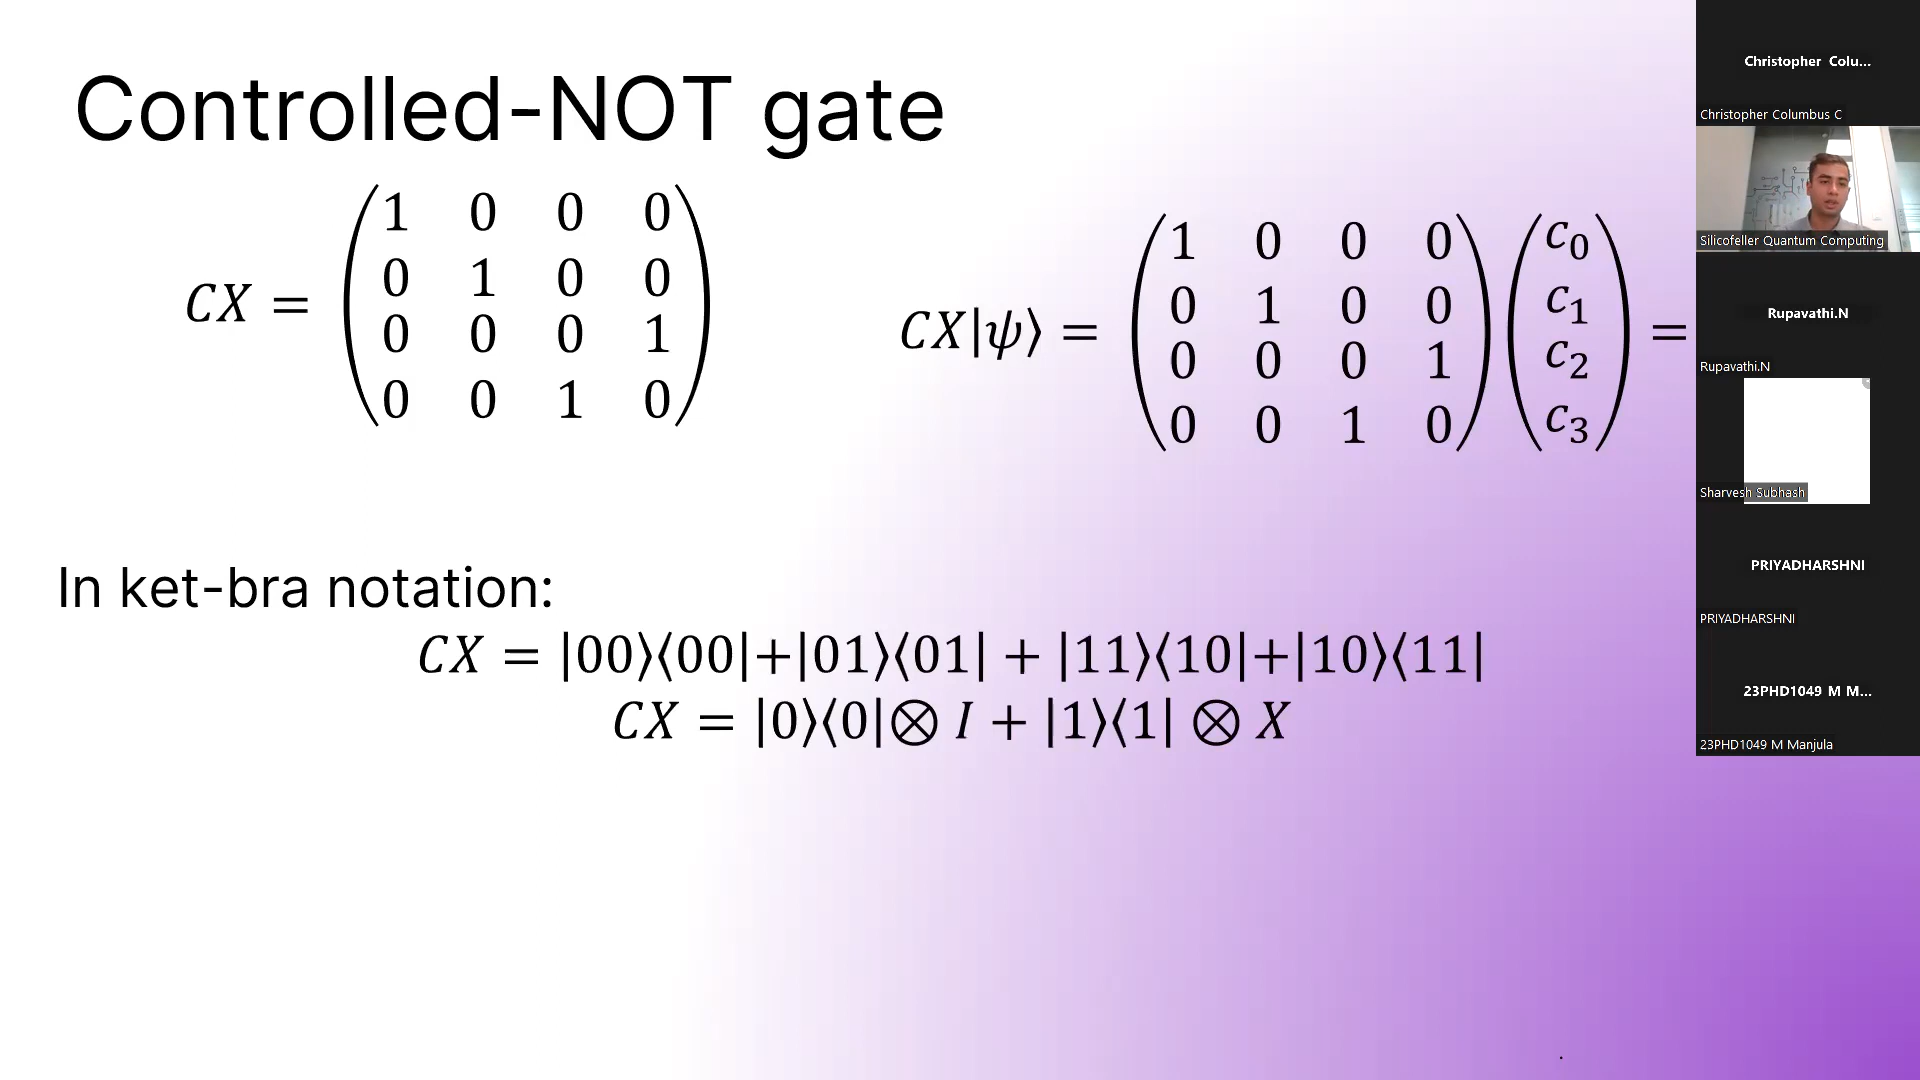 Controlled-NOT gate
CX =
1 0 0 0
0 1 0 0
0 0 0 1
0 0 1 0
CX|ψ⟩ =
1 0 0 0
0 1 0 0
0 0 0 1
0 0 1 0
c₀
c₁
c₂
c₃
=
In ket-bra notation:
CX = |00⟩⟨00|+|01⟩⟨01| + |11⟩⟨10|+|10⟩⟨11|
CX = |0⟩⟨0|⊗ I + |1⟩⟨1| ⊗ X
Christopher Colu...
Christopher Columbus C
Silicofeller Quantum Computing
Rupavathi.N
Rupavathi.N
Sharvesh Subhash
PRIYADHARSHNI
PRIYADHARSHNI
23PHD1049 M M...
23PHD1049 M Manjula